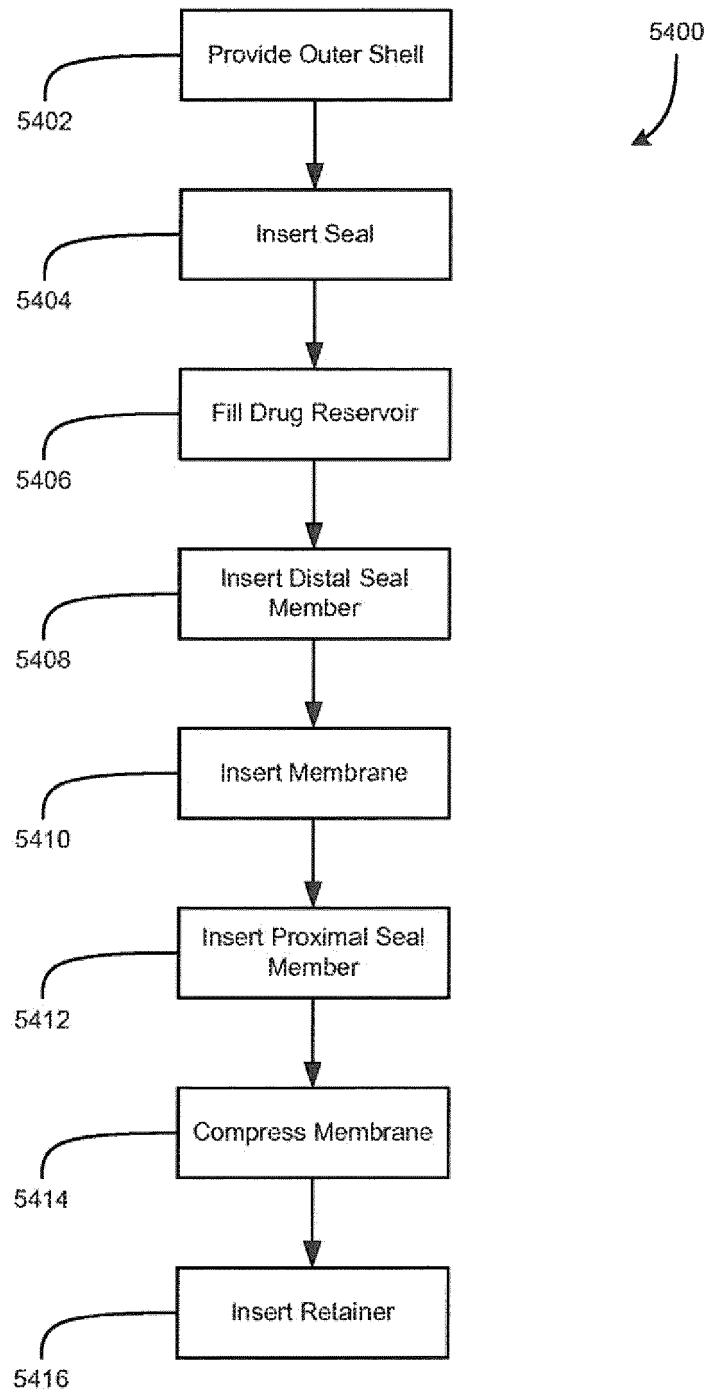 Provide Outer Shell
5400
5402
Insert Seal
5404
Fill Drug Reservoir
5406
Insert Distal Seal
Member
5408
Insert Membrane
5410
Insert Proximal Seal
Member
5412
Compress Membrane
5414
Insert Retainer
5416